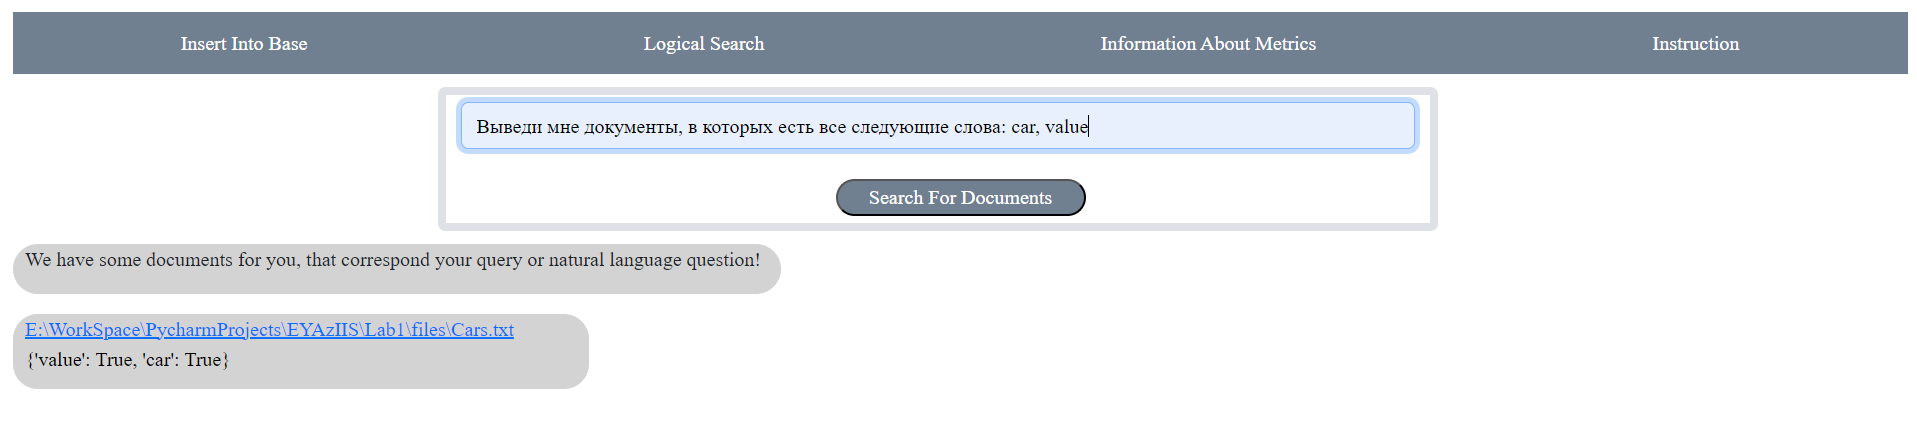 Insert Into Base Logical Search Information About Metrics Instruction
Выведи мне документы, в которых есть все следующие слова: car, value
Search For Documents
We have some documents for you, that correspond your query or natural language question!
E:\WorkSpace\PycharmProjects\EYAzIIS\Lab1\files\Cars.txt
{'value': True, 'car': True}